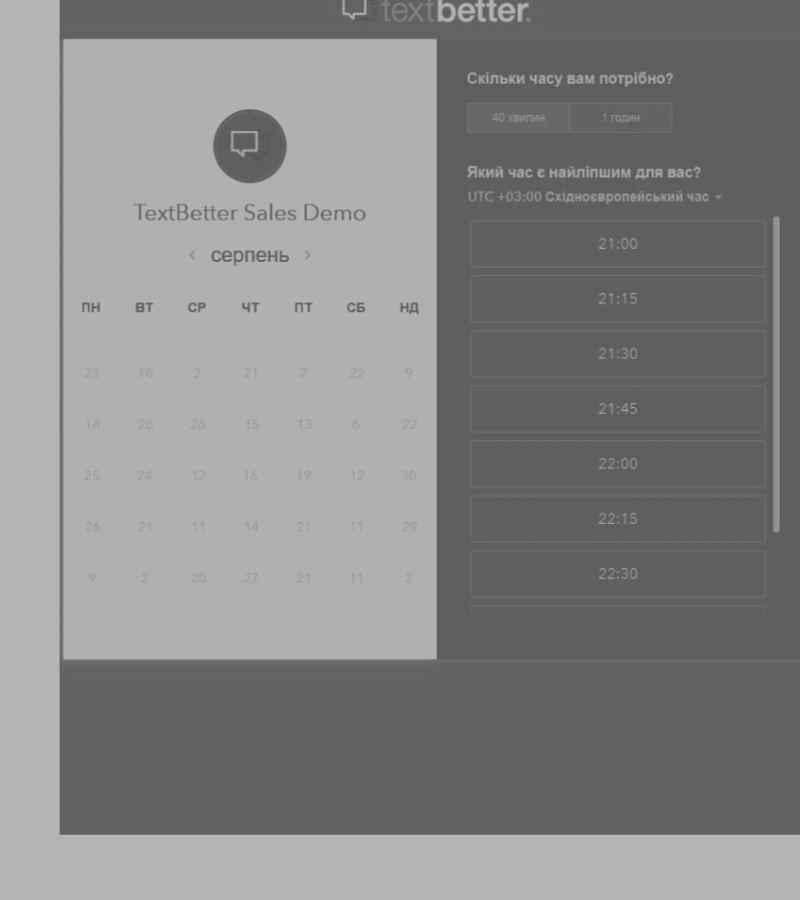 textbetter.
TextBetter Sales Demo
‹ серпень ›
ПН ВТ СР ЧТ ПТ СБ НД
23 10 2 21 2 22 9
18 28 26 15 13 6 22
25 24 12 16 19 12 30
26 21 11 14 21 11 29
9 2 20 27 21 11 2
Скільки часу вам потрібно?
40 хвилин 1 годин
Який час є найліпшим для вас?
UTC +03:00 Східноєвропейський час
21:00
21:15
21:30
21:45
22:00
22:15
22:30